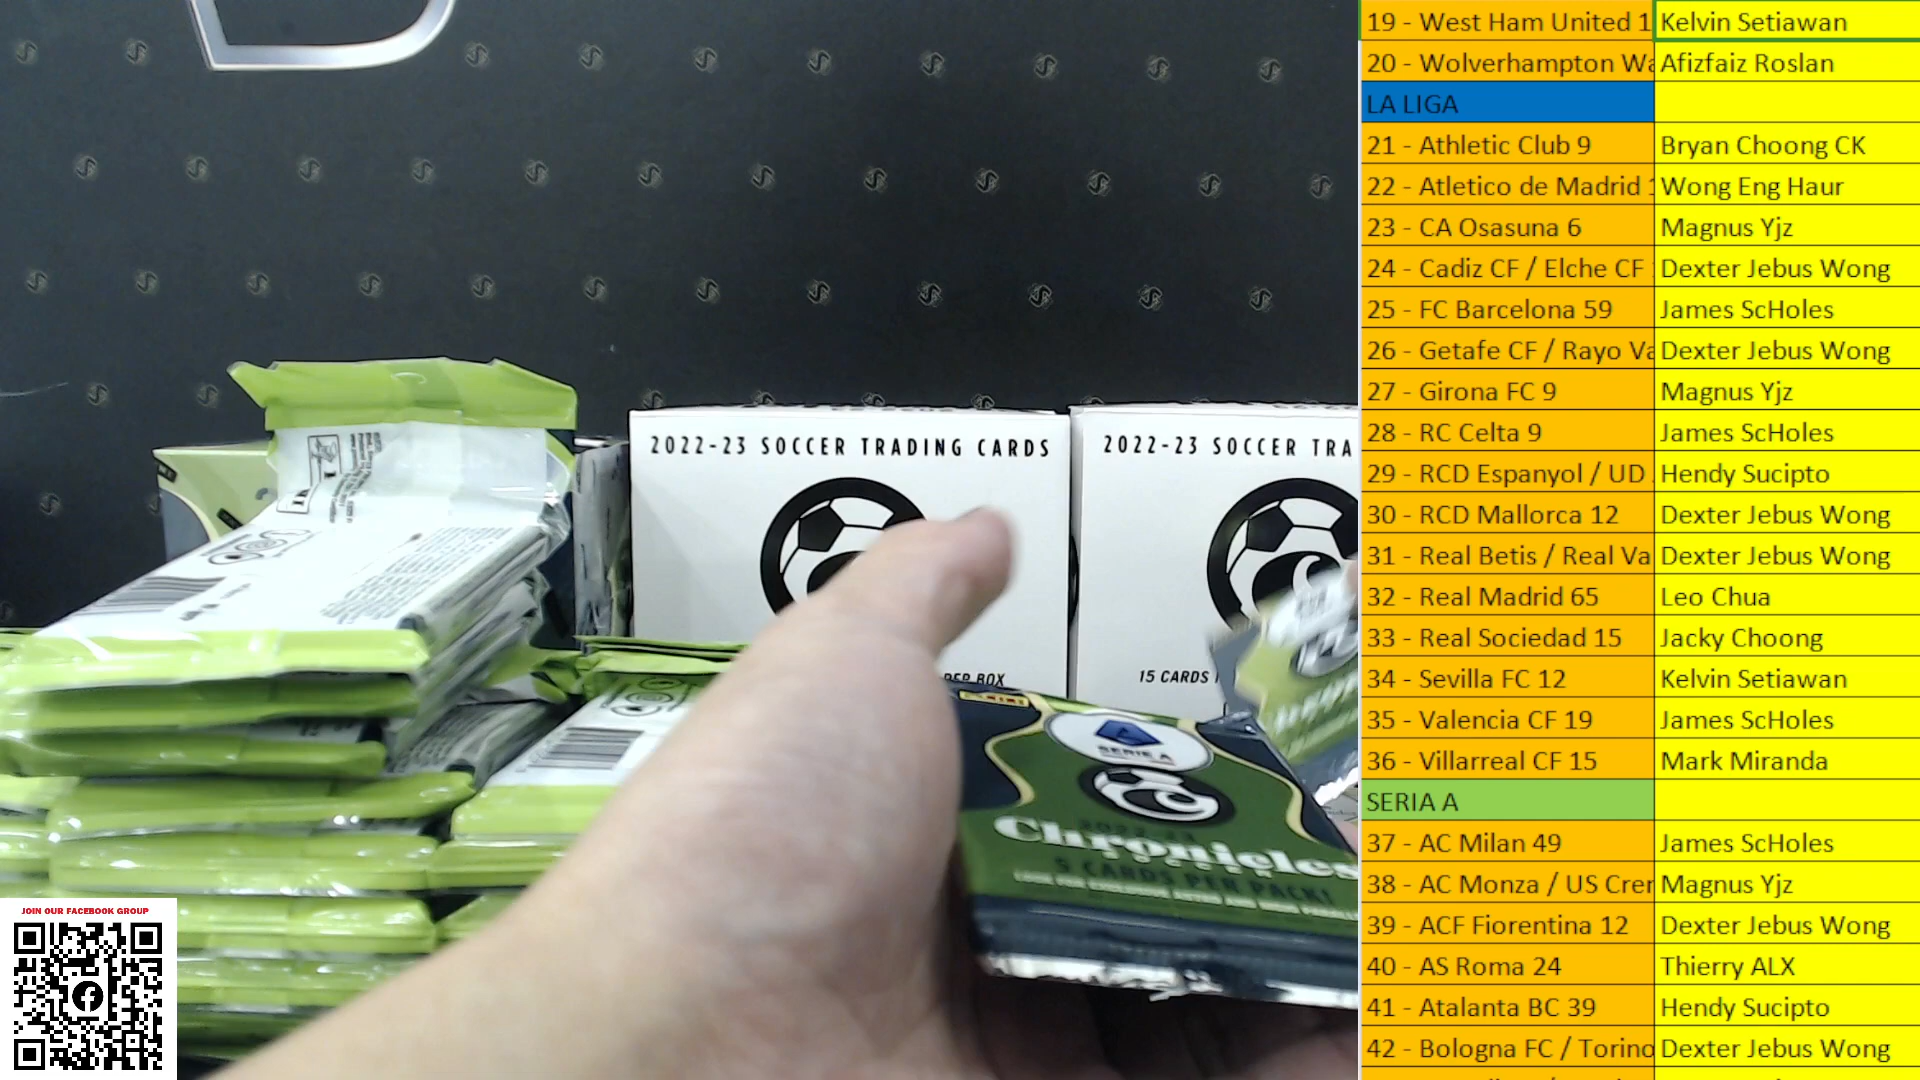 2022-23 SOCCER TRADING CARDS
PER BOX
2022-23 SOCCER TRA
15 CARDS
SERIE A
2022-23
Chronicles
SOCCER
5 CARDS PER PACK!
JOIN OUR FACEBOOK GROUP
19 - West Ham United 1 Kelvin Setiawan
20 - Wolverhampton Wa Afizfaiz Roslan
LA LIGA
21 - Athletic Club 9 Bryan Choong CK
22 - Atletico de Madrid 1 Wong Eng Haur
23 - CA Osasuna 6 Magnus Yjz
24 - Cadiz CF / Elche CF Dexter Jebus Wong
25 - FC Barcelona 59 James ScHoles
26 - Getafe CF / Rayo Va Dexter Jebus Wong
27 - Girona FC 9 Magnus Yjz
28 - RC Celta 9 James ScHoles
29 - RCD Espanyol / UD Hendy Sucipto
30 - RCD Mallorca 12 Dexter Jebus Wong
31 - Real Betis / Real Va Dexter Jebus Wong
32 - Real Madrid 65 Leo Chua
33 - Real Sociedad 15 Jacky Choong
34 - Sevilla FC 12 Kelvin Setiawan
35 - Valencia CF 19 James ScHoles
36 - Villarreal CF 15 Mark Miranda
SERIA A
37 - AC Milan 49 James ScHoles
38 - AC Monza / US Crer Magnus Yjz
39 - ACF Fiorentina 12 Dexter Jebus Wong
40 - AS Roma 24 Thierry ALX
41 - Atalanta BC 39 Hendy Sucipto
42 - Bologna FC / Torino Dexter Jebus Wong